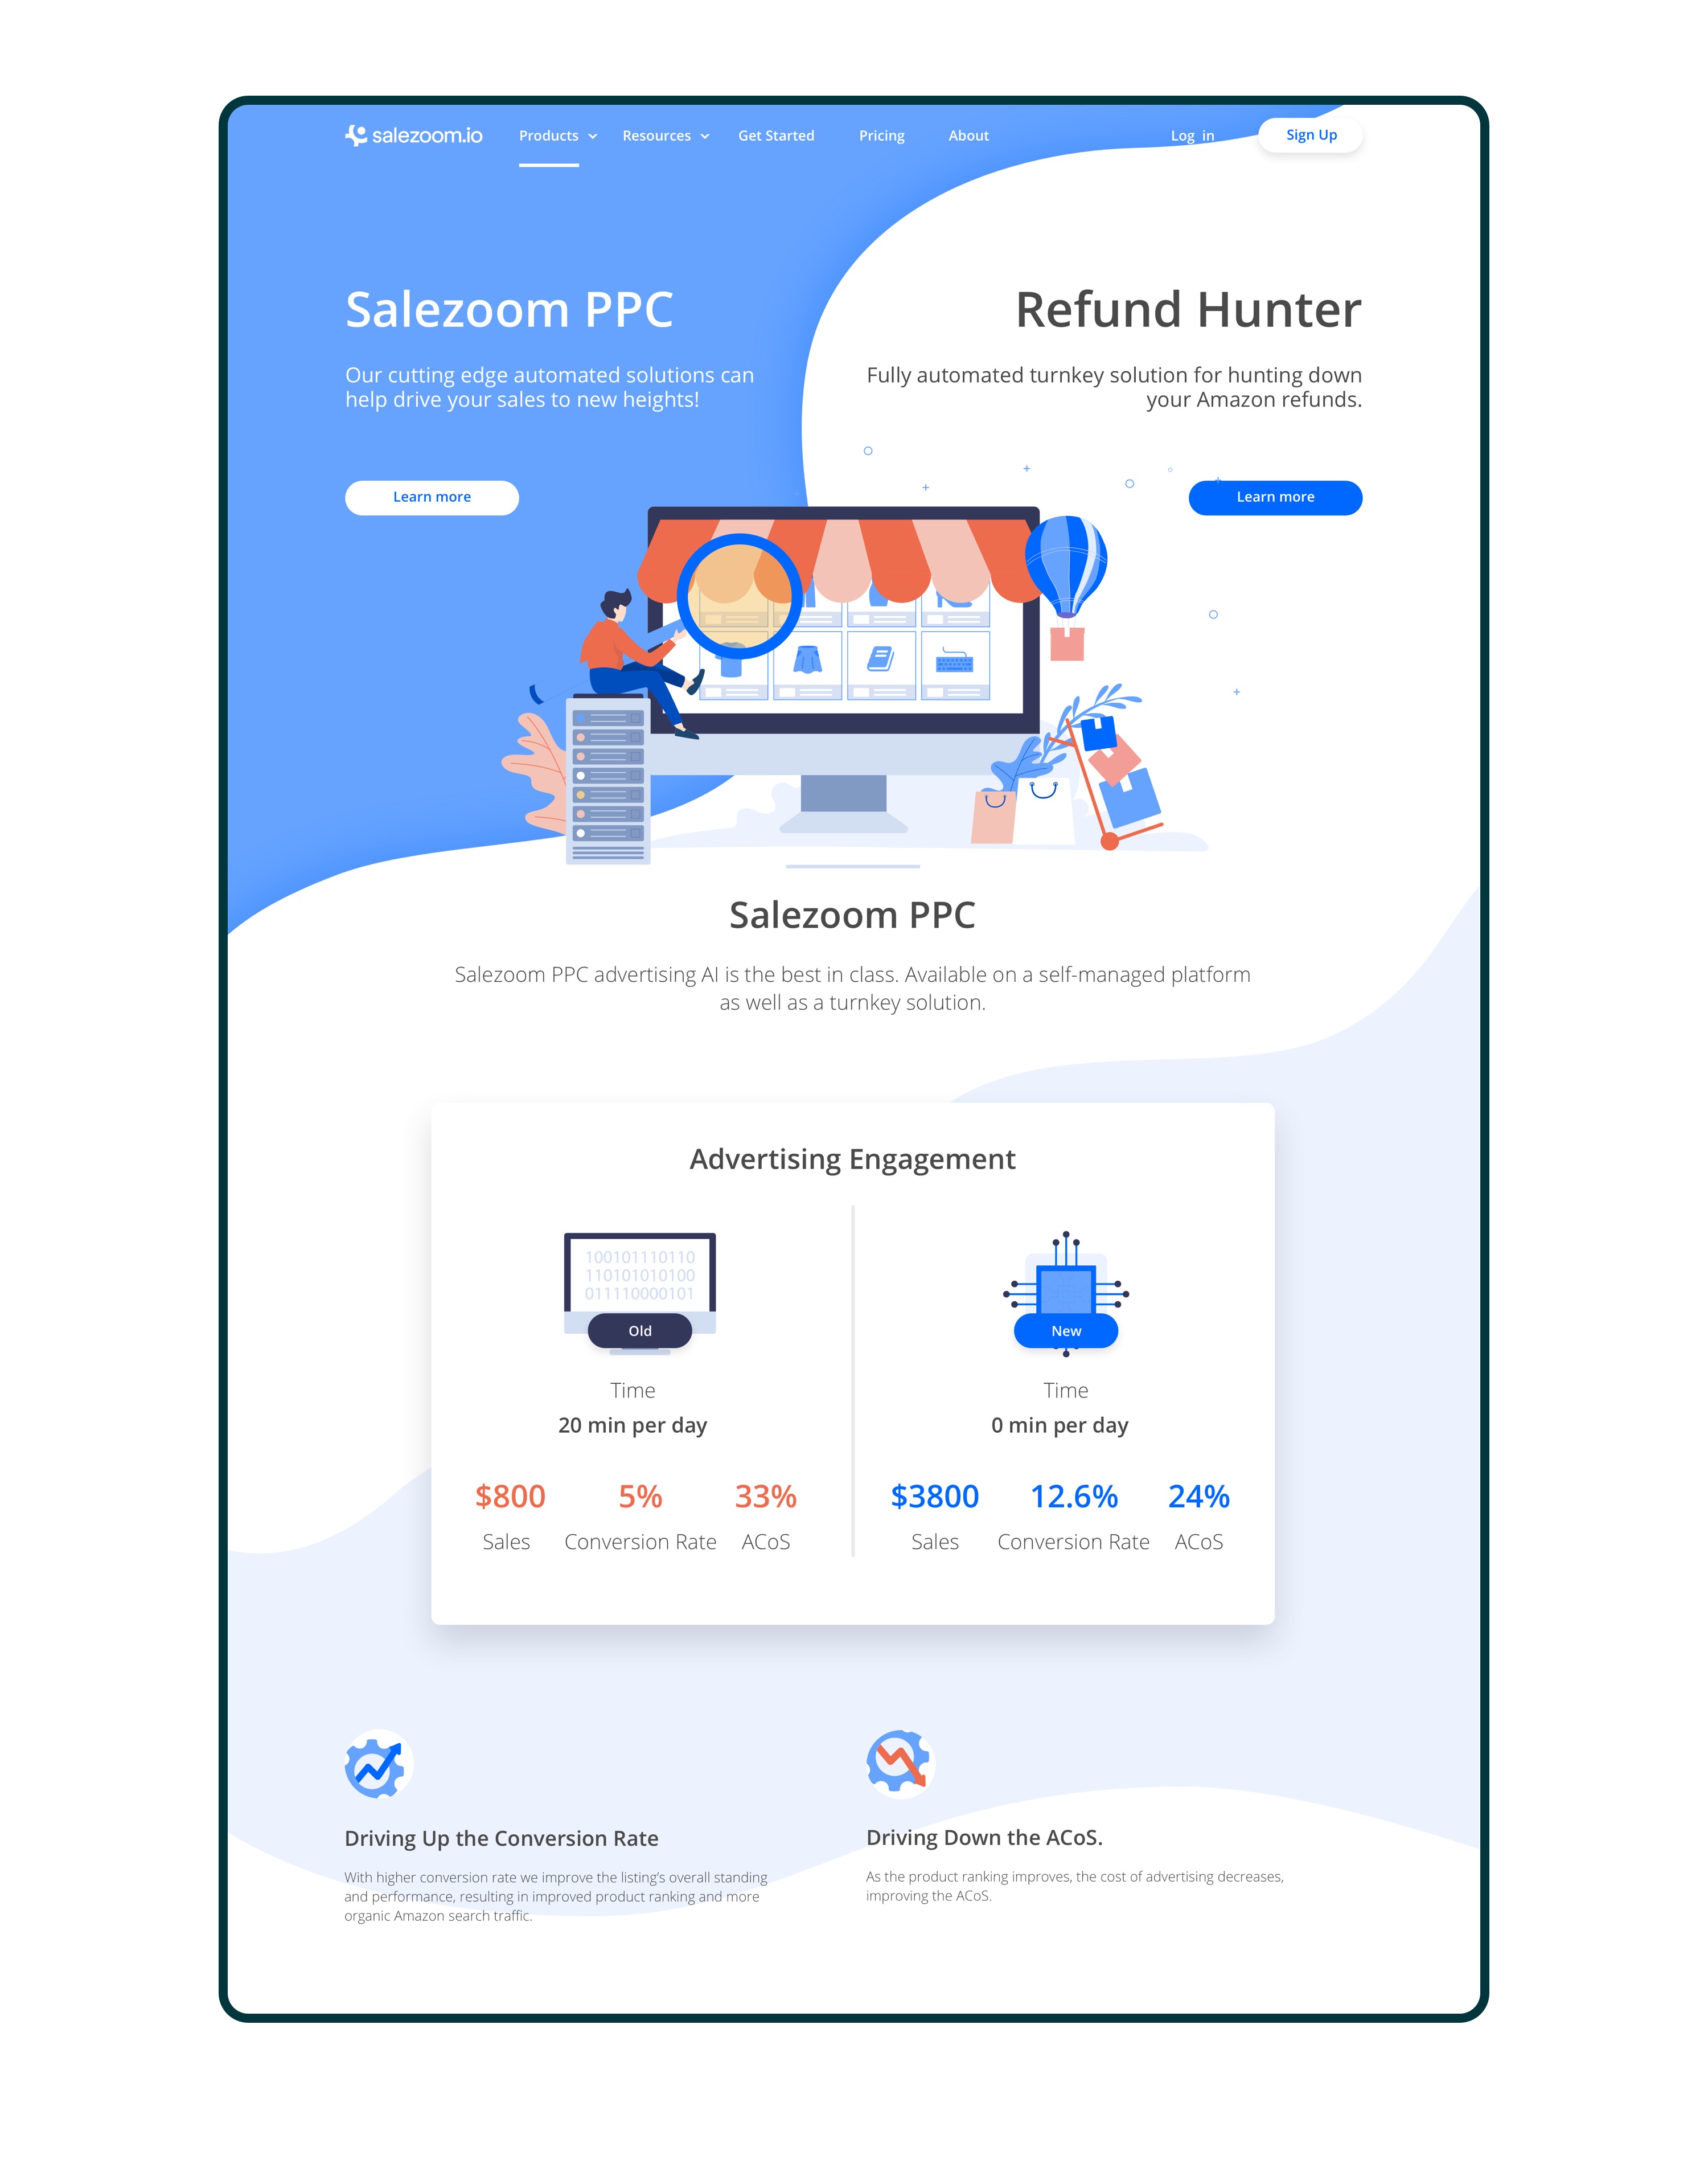 salezoom.io
Products
Resources
Get Started
Pricing
About
Log in
Sign Up
Salezoom PPC
Our cutting edge automated solutions can
help drive your sales to new heights!
Learn more
Refund Hunter
Fully automated turnkey solution for hunting down
your Amazon refunds.
Learn more
Salezoom PPC
Salezoom PPC advertising AI is the best in class. Available on a self-managed platform
as well as a turnkey solution.
Advertising Engagement
100101110110
110101010100
011110000101
Old
Time
20 min per day
$800
Sales
5%
Conversion Rate
33%
ACoS
New
Time
0 min per day
$3800
Sales
12.6%
Conversion Rate
24%
ACoS
Driving Up the Conversion Rate
With higher conversion rate we improve the listing’s overall standing
and performance, resulting in improved product ranking and more
organic Amazon search traffic.
Driving Down the ACoS.
As the product ranking improves, the cost of advertising decreases,
improving the ACoS.